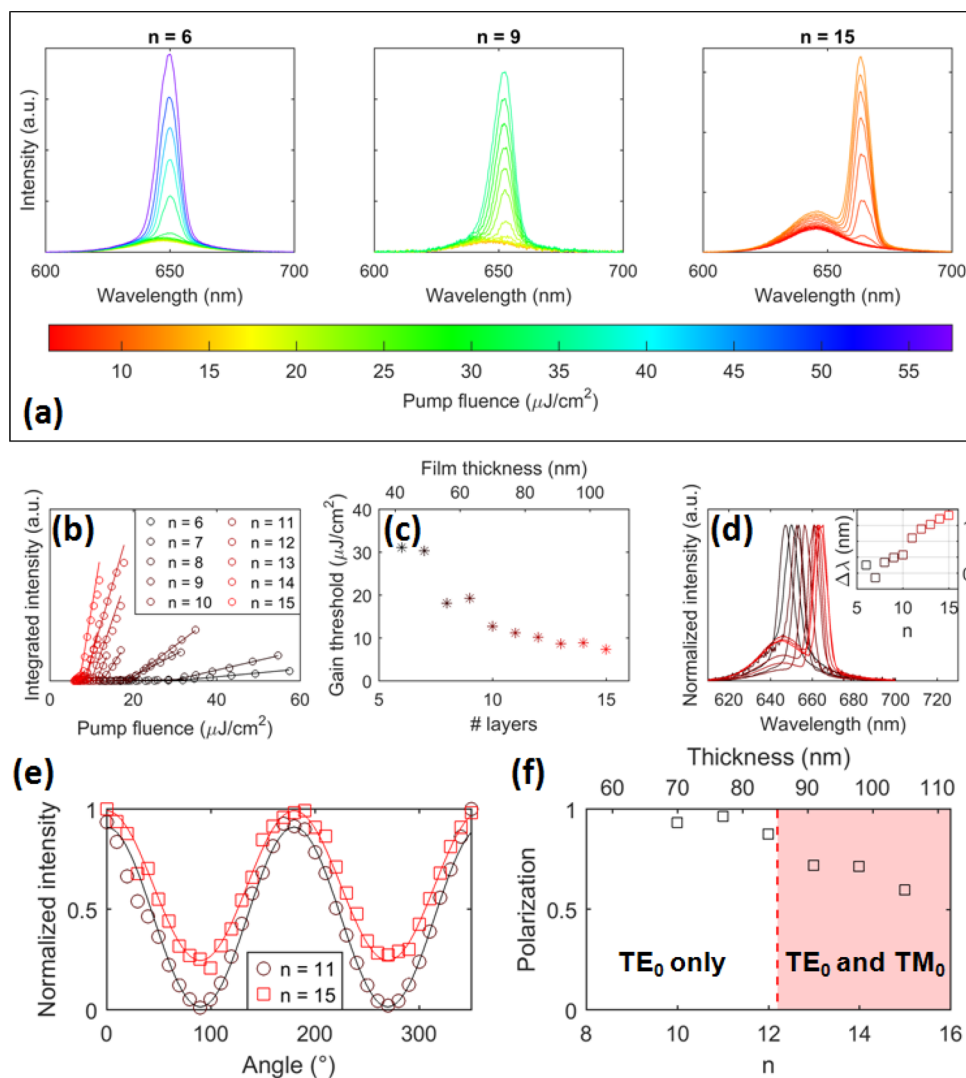 n = 6
n = 9
n = 15
Intensity (a.u.)
600 650 700
600 650 700
600 650 700
Wavelength (nm)
Wavelength (nm)
Wavelength (nm)
10 15 20 25 30 35 40 45 50 55
Pump fluence (μJ/cm²)
(a)
(b)
Integrated intensity (a.u.)
n = 6
n = 7
n = 8
n = 9
n = 10
n = 11
n = 12
n = 13
n = 14
n = 15
0 20 40 60
Pump fluence (μJ/cm²)
Film thickness (nm)
40 60 80 100
(c)
Gain threshold (μJ/cm²)
40
30
20
10
0
5 10 15
# layers
(d)
Normalized intensity (a.u.)
620 640 660 680 700 720
Wavelength (nm)
Δλ (nm)
1
0
5 10 15
n
(e)
Normalized intensity
1
0.5
0
n = 11
n = 15
0 100 200 300
Angle (°)
(f)
Thickness (nm)
60 70 80 90 100 110
Polarization
1
0.5
0
TE₀ only
TE₀ and TM₀
8 10 12 14 16
n